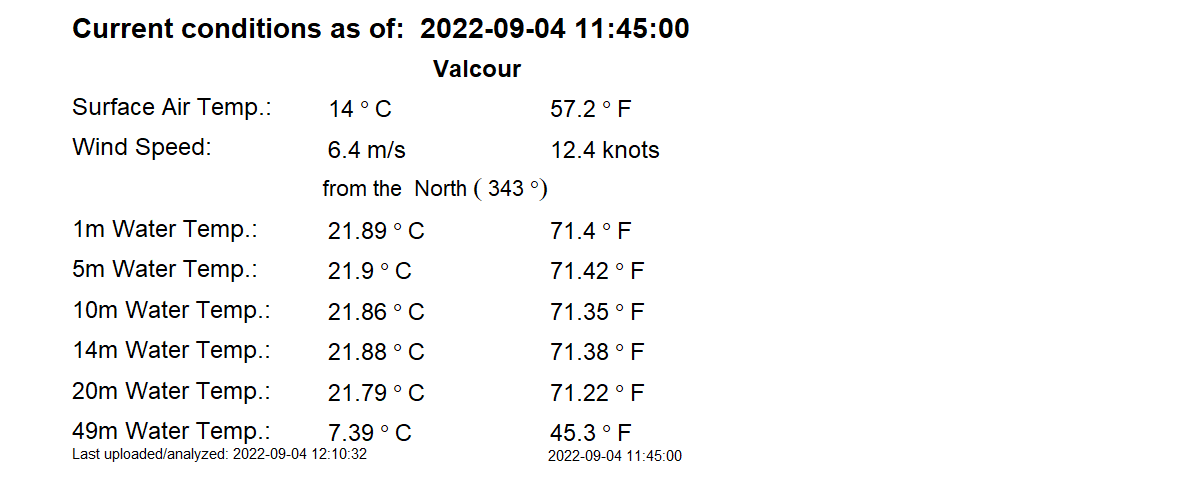 Current conditions as of: 2022-09-04 11:45:00
Valcour
Surface Air Temp.: 14 ° C 57.2 ° F
Wind Speed: 6.4 m/s 12.4 knots
from the North ( 343 °)
1m Water Temp.: 21.89 ° C 71.4 ° F
5m Water Temp.: 21.9 ° C 71.42 ° F
10m Water Temp.: 21.86 ° C 71.35 ° F
14m Water Temp.: 21.88 ° C 71.38 ° F
20m Water Temp.: 21.79 ° C 71.22 ° F
49m Water Temp.: 7.39 ° C 45.3 ° F
Last uploaded/analyzed: 2022-09-04 12:10:32 2022-09-04 11:45:00